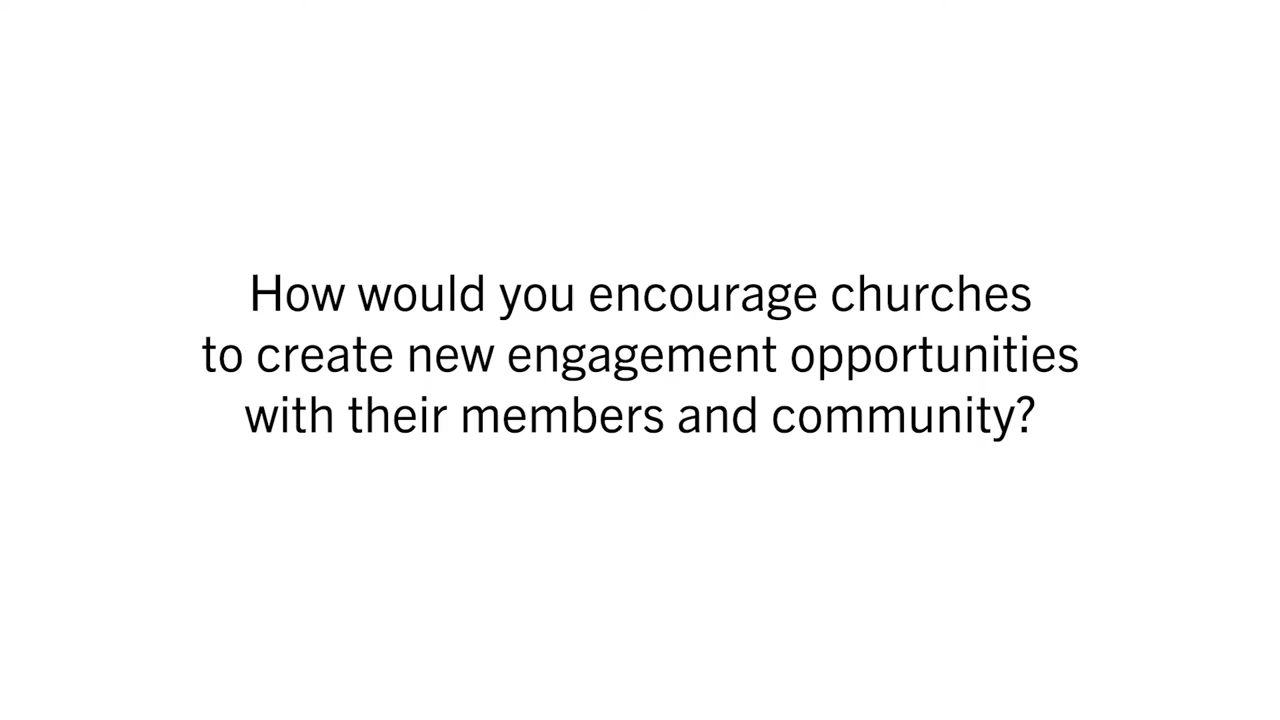 How would you encourage churches
to create new engagement opportunities
with their members and community?